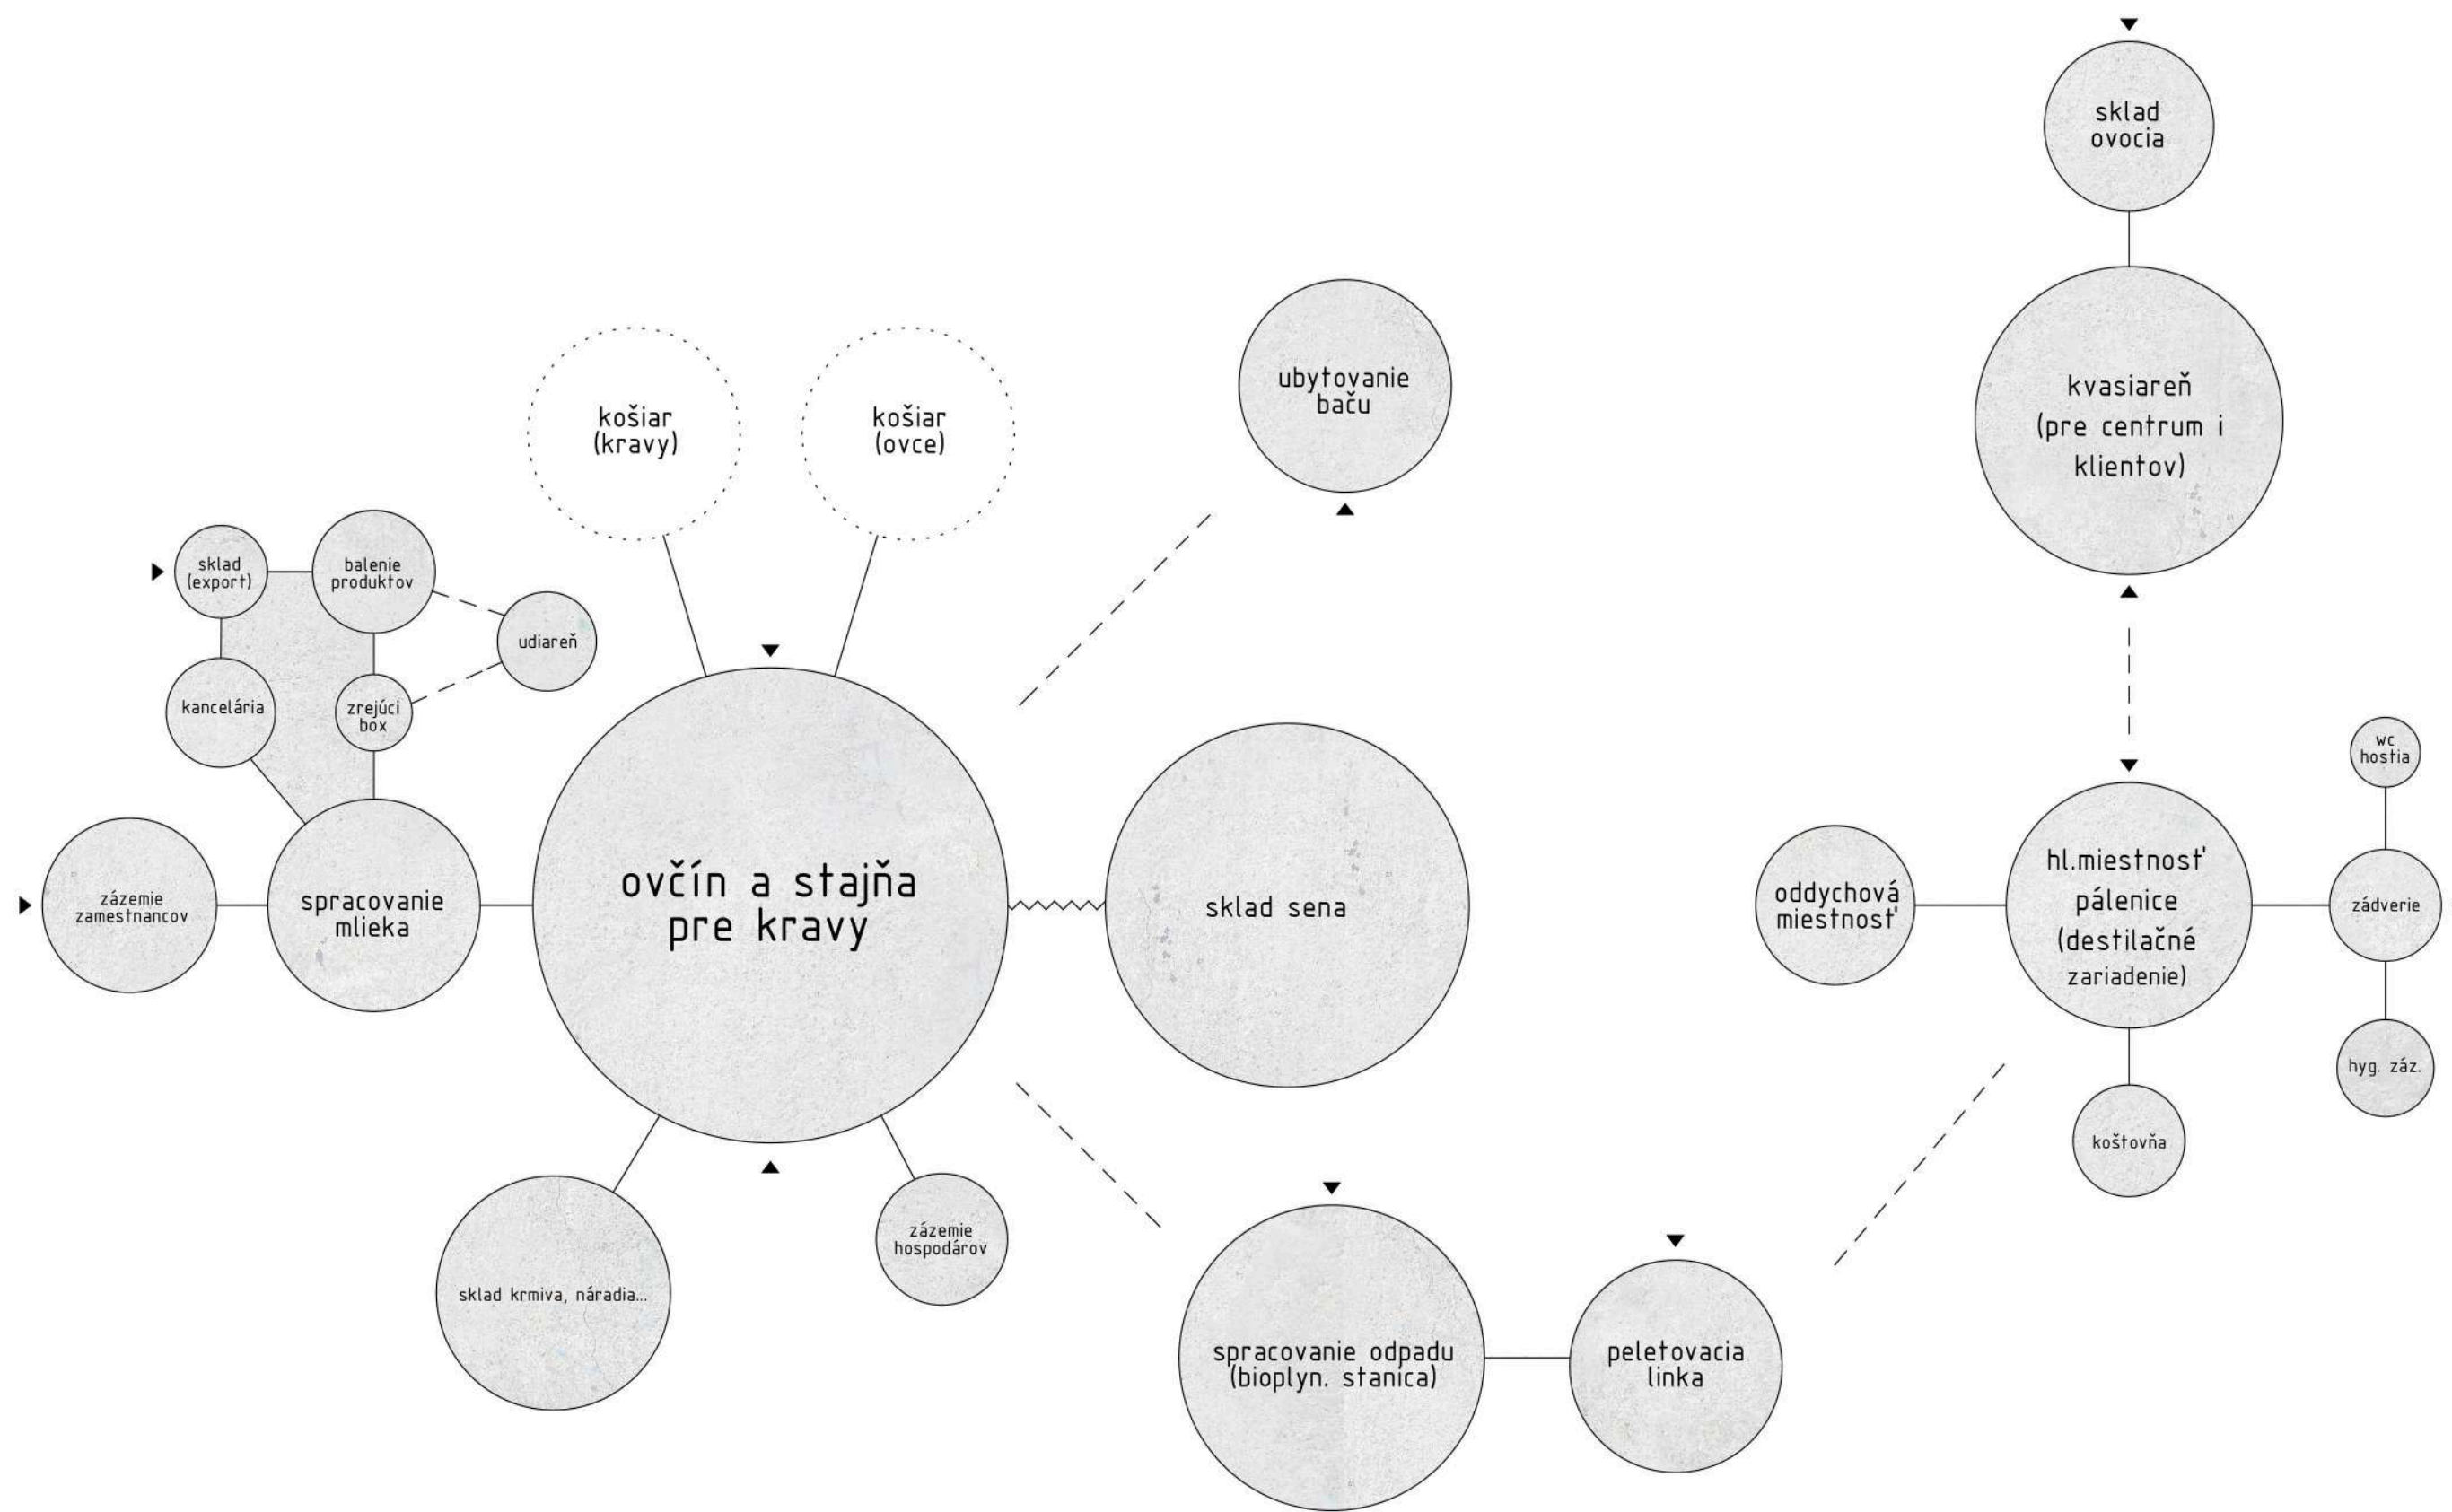 sklad
ovocia
kvasiareň
(pre centrum i
klientov)
ubytovanie
baču
košiar
(kravy)
košiar
(ovce)
sklad
(export)
balenie
produktov
udiareň
kancelária
zrejúci
box
zázemie
zamestnancov
spracovanie
mlieka
ovčín a stajňa
pre kravy
sklad sena
oddychová
miestnosť
hl.miestnosť
pálenice
(destilačné
zariadenie)
wc
hostia
zádverie
hyg. záz.
koštovňa
sklad krmiva, náradia...
zázemie
hospodárov
spracovanie odpadu
(bioplyn. stanica)
peletovacia
linka